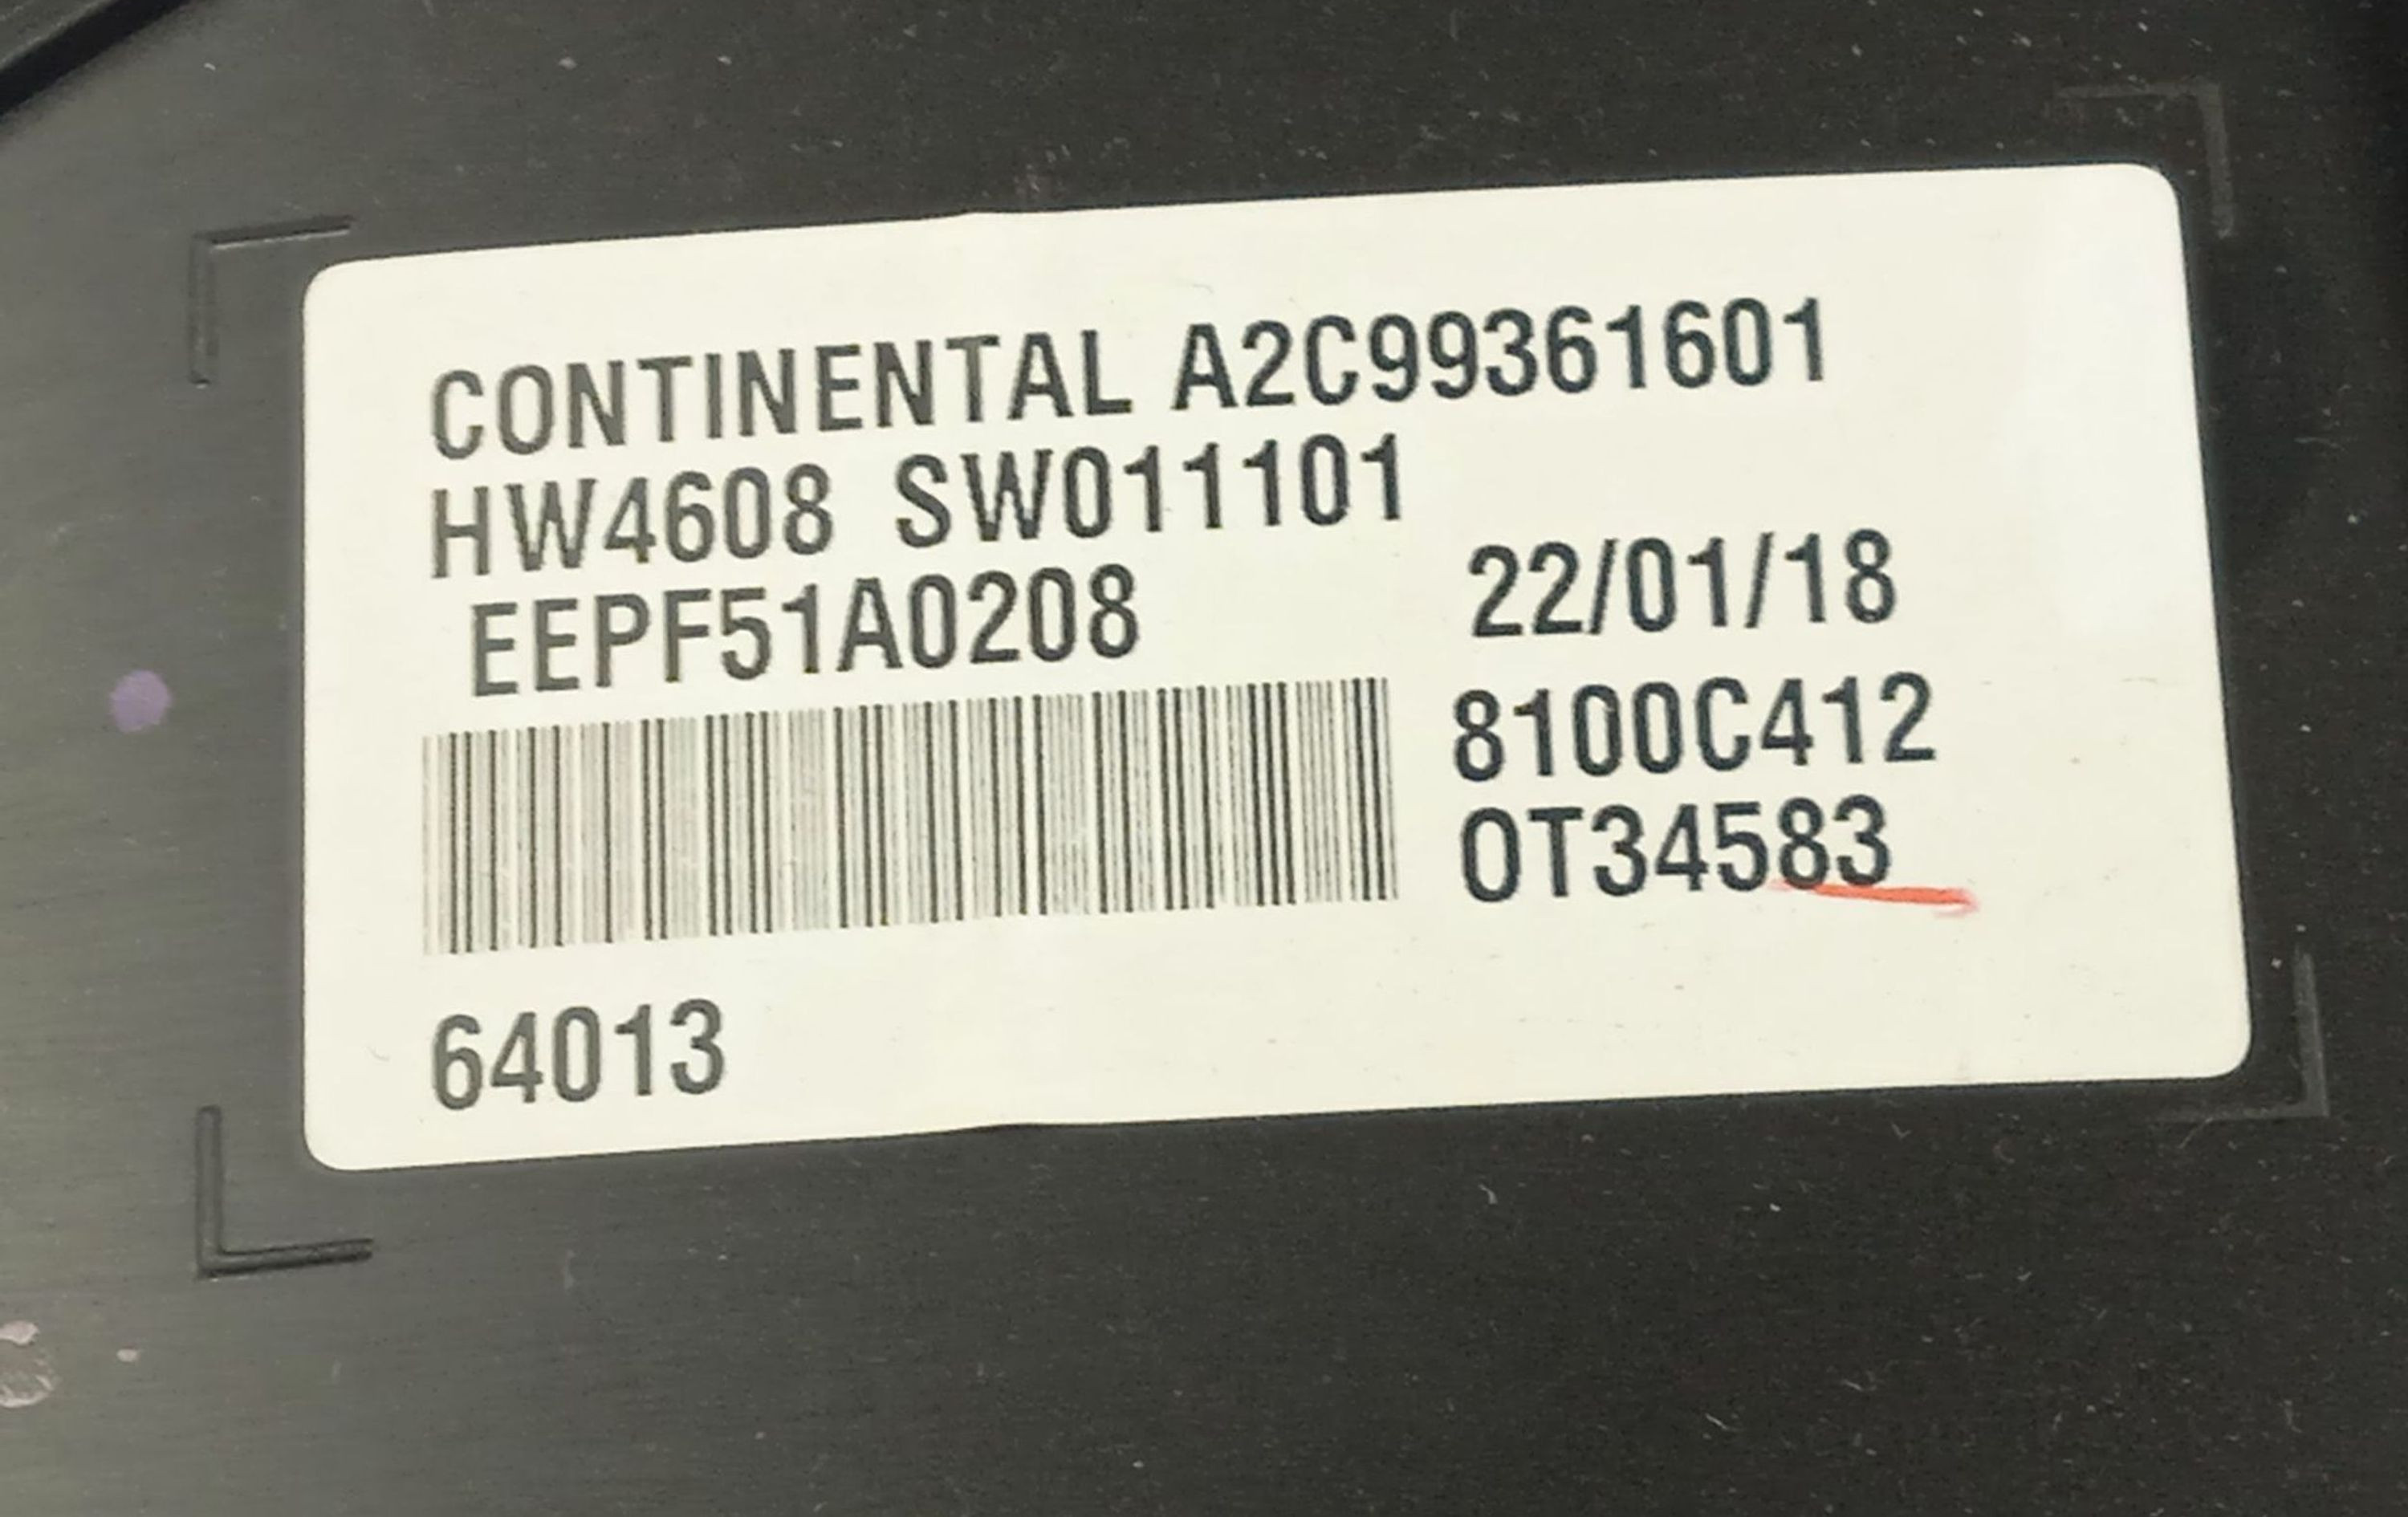 CONTINENTAL A2C99361601
HW4608 SW011101
EEPF51A0208 22/01/18
8100C412
0T34583
64013